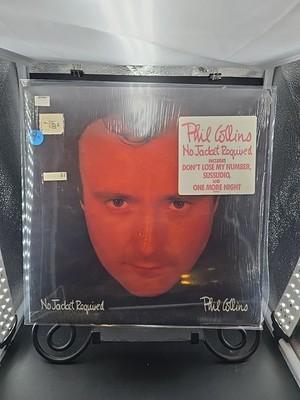 Phil Collins
No Jacket Required
INCLUDES
DON'T LOSE MY NUMBER,
SUSSUDIO,
AND
ONE MORE NIGHT
No Jacket Required
Phil Collins